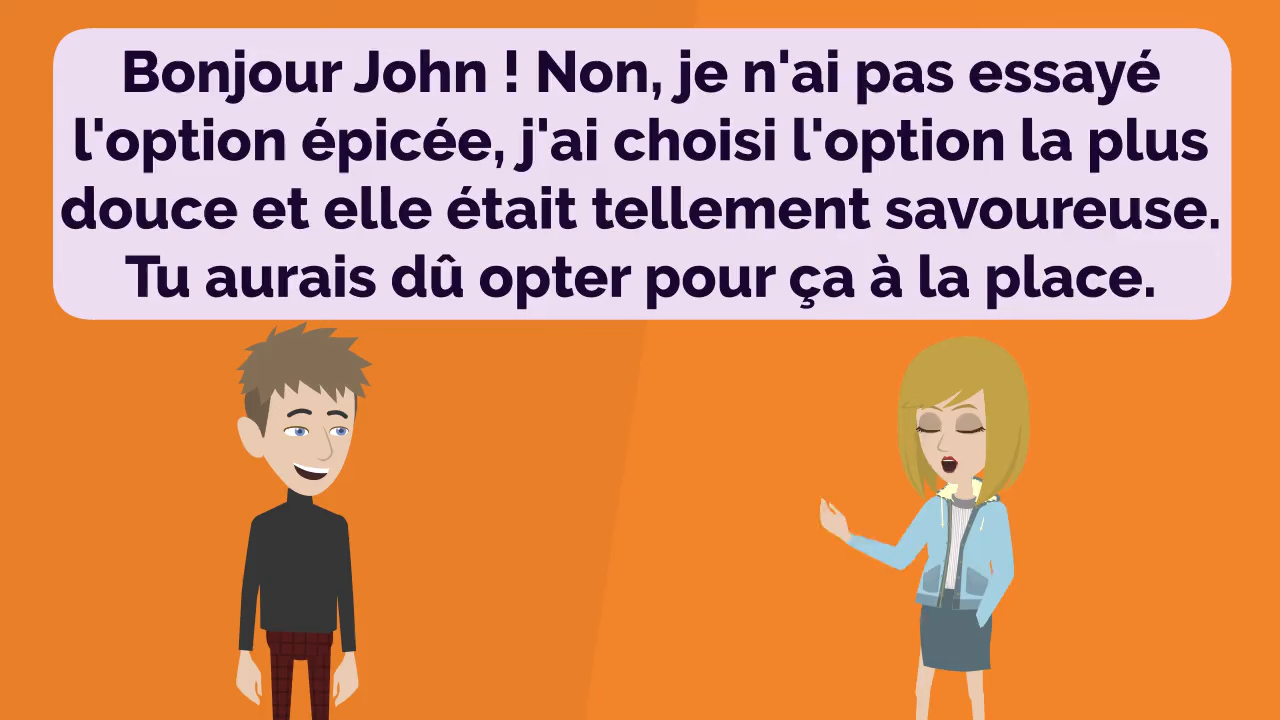 Bonjour John ! Non, je n'ai pas essayé
l'option épicée, j'ai choisi l'option la plus
douce et elle était tellement savoureuse.
Tu aurais dû opter pour ça à la place.